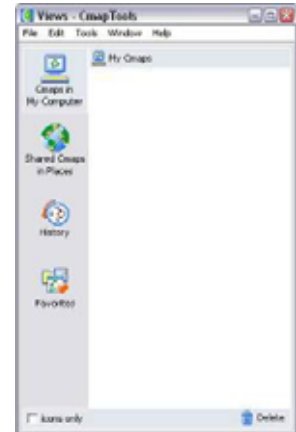 Views - CmapTools
File Edit Tools Window Help
My Cmaps
Cmaps in
My Computer
Shared Cmaps
in Places
History
Favorites
Icons only
Delete